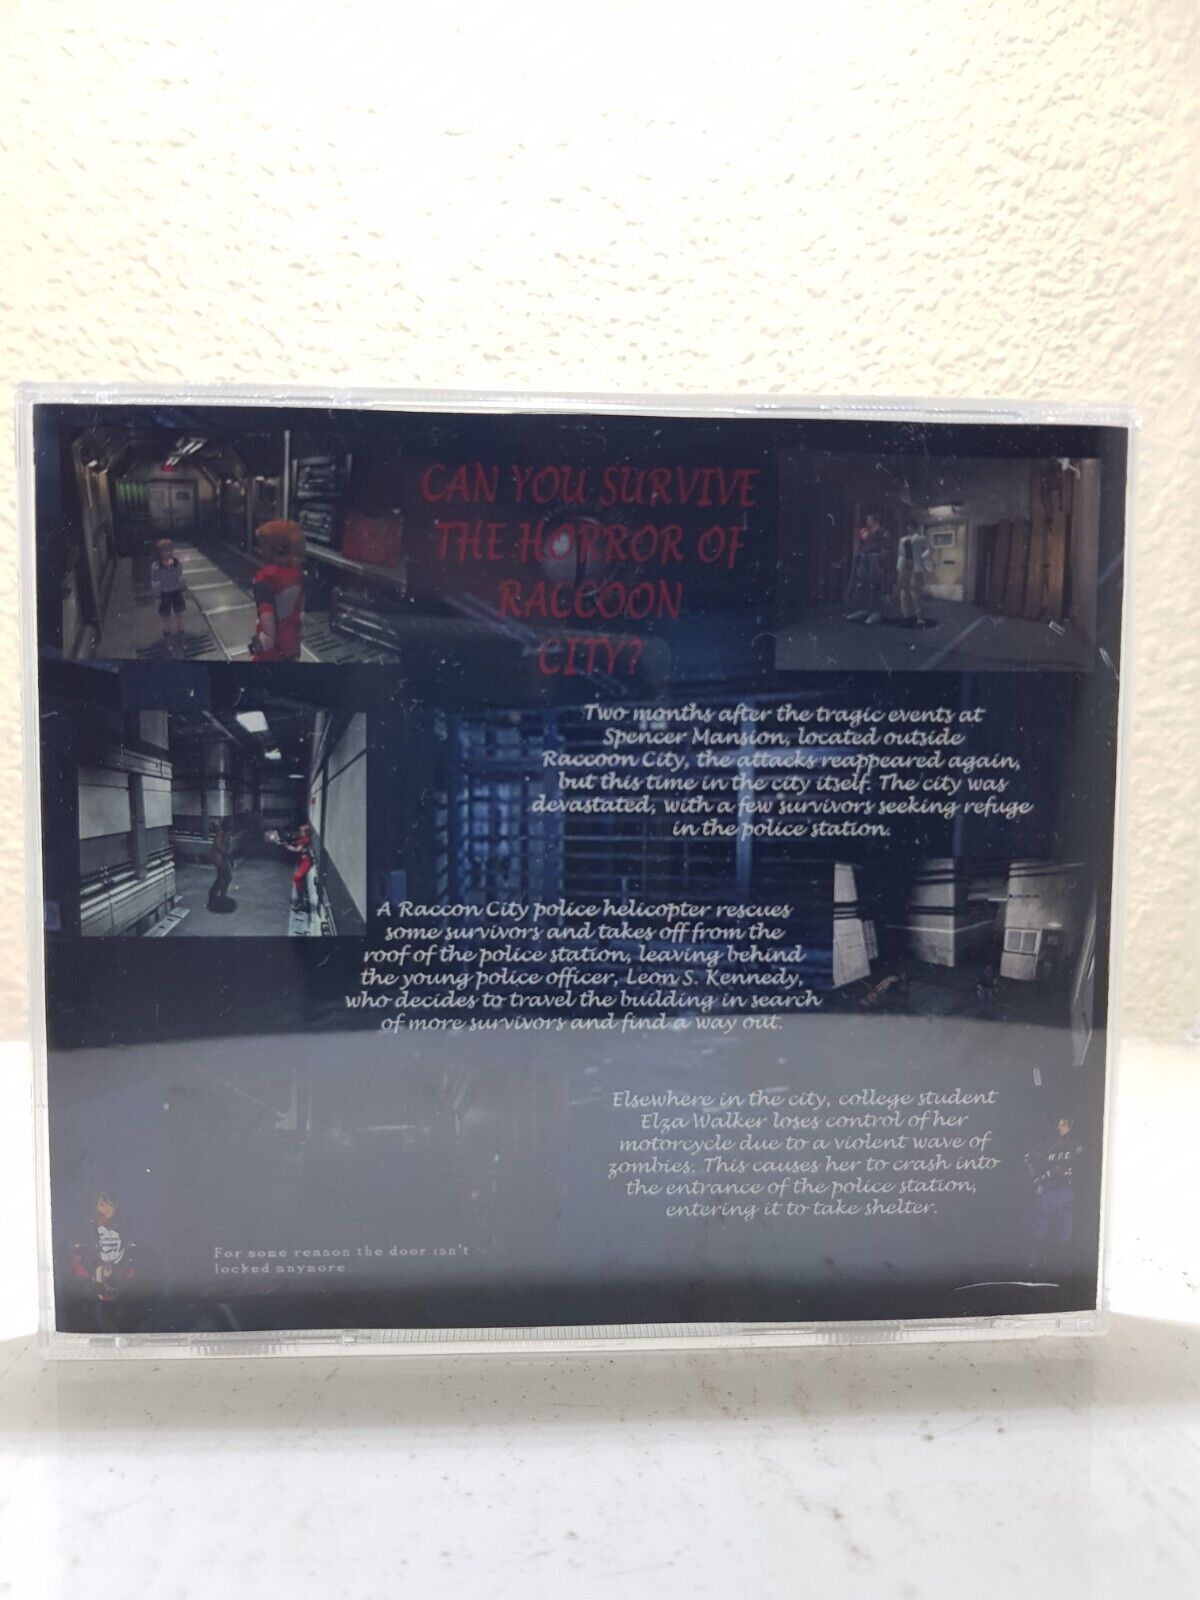 CAN YOU SURVIVE
THE HORROR OF
RACCOON
CITY?
Two months after the tragic events at
Spencer Mansion, located outside
Raccoon City, the attacks reappeared again,
but this time in the city itself. The city was
devastated, with a few survivors seeking refuge
in the police station.
A Raccon City police helicopter rescues
some survivors and takes off from the
roof of the police station, leaving behind
the young police officer, Leon S. Kennedy,
who decides to travel the building in search
of more survivors and find a way out.
Elsewhere in the city, college student
Elza Walker loses control of her
motorcycle due to a violent wave of
zombies. This causes her to crash into
the entrance of the police station,
entering it to take shelter.
R.P.D
For some reason the door isn't
locked anymore...